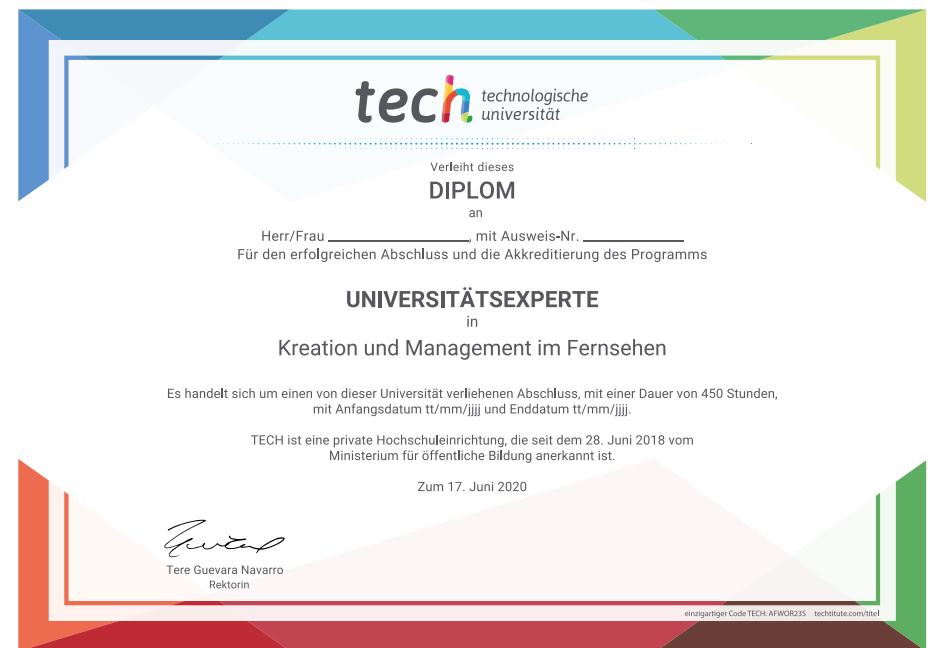 tech technologische
universität
Verleiht dieses
DIPLOM
an
Herr/Frau ____________________, mit Ausweis-Nr. ______________
Für den erfolgreichen Abschluss und die Akkreditierung des Programms
UNIVERSITÄTSEXPERTE
in
Kreation und Management im Fernsehen
Es handelt sich um einen von dieser Universität verliehenen Abschluss, mit einer Dauer von 450 Stunden,
mit Anfangsdatum tt/mm/jjjj und Enddatum tt/mm/jjjj.
TECH ist eine private Hochschuleinrichtung, die seit dem 28. Juni 2018 vom
Ministerium für öffentliche Bildung anerkannt ist.
Zum 17. Juni 2020
Tere Guevara Navarro
Rektorin
einzigartiger Code TECH: AFWOR23S techtitute.com/titel